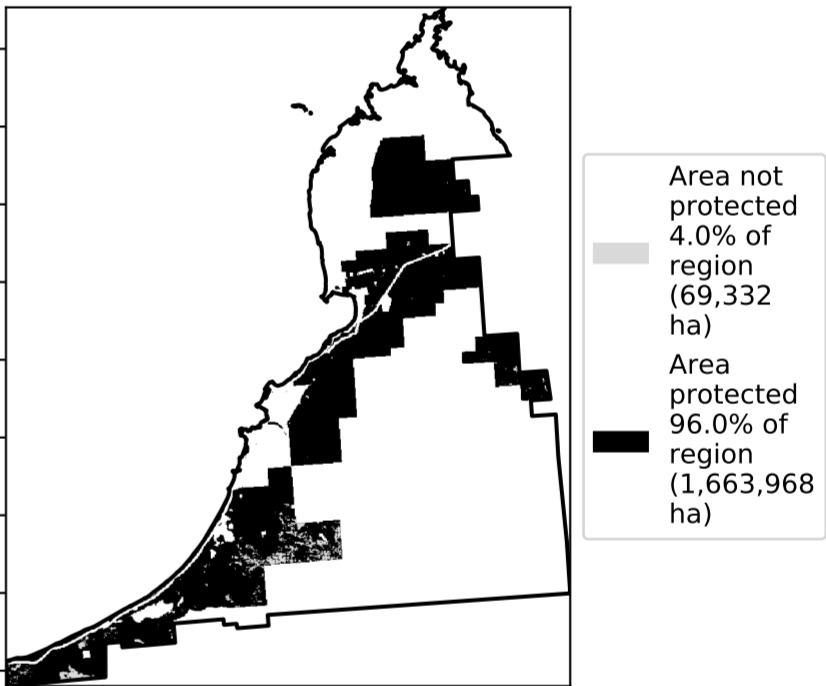 Area not
protected
4.0% of
region
(69,332
ha)
Area
protected
96.0% of
region
(1,663,968
ha)